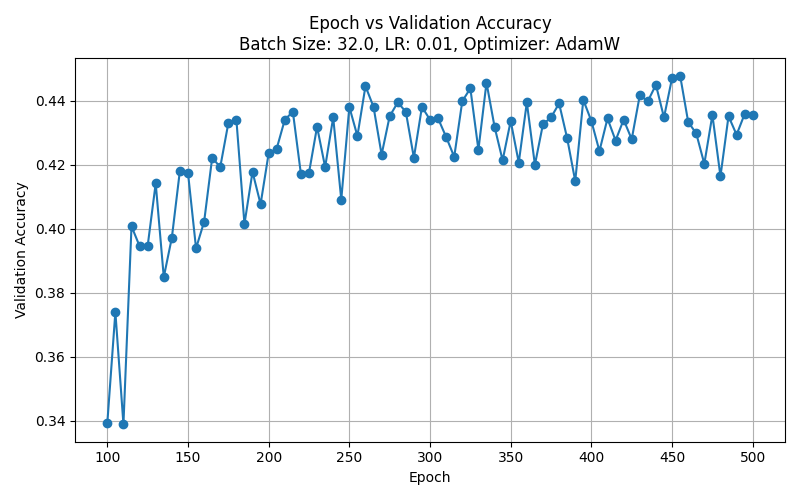 Epoch vs Validation Accuracy
Batch Size: 32.0, LR: 0.01, Optimizer: AdamW
Validation Accuracy
0.44
0.42
0.40
0.38
0.36
0.34
100 150 200 250 300 350 400 450 500
Epoch